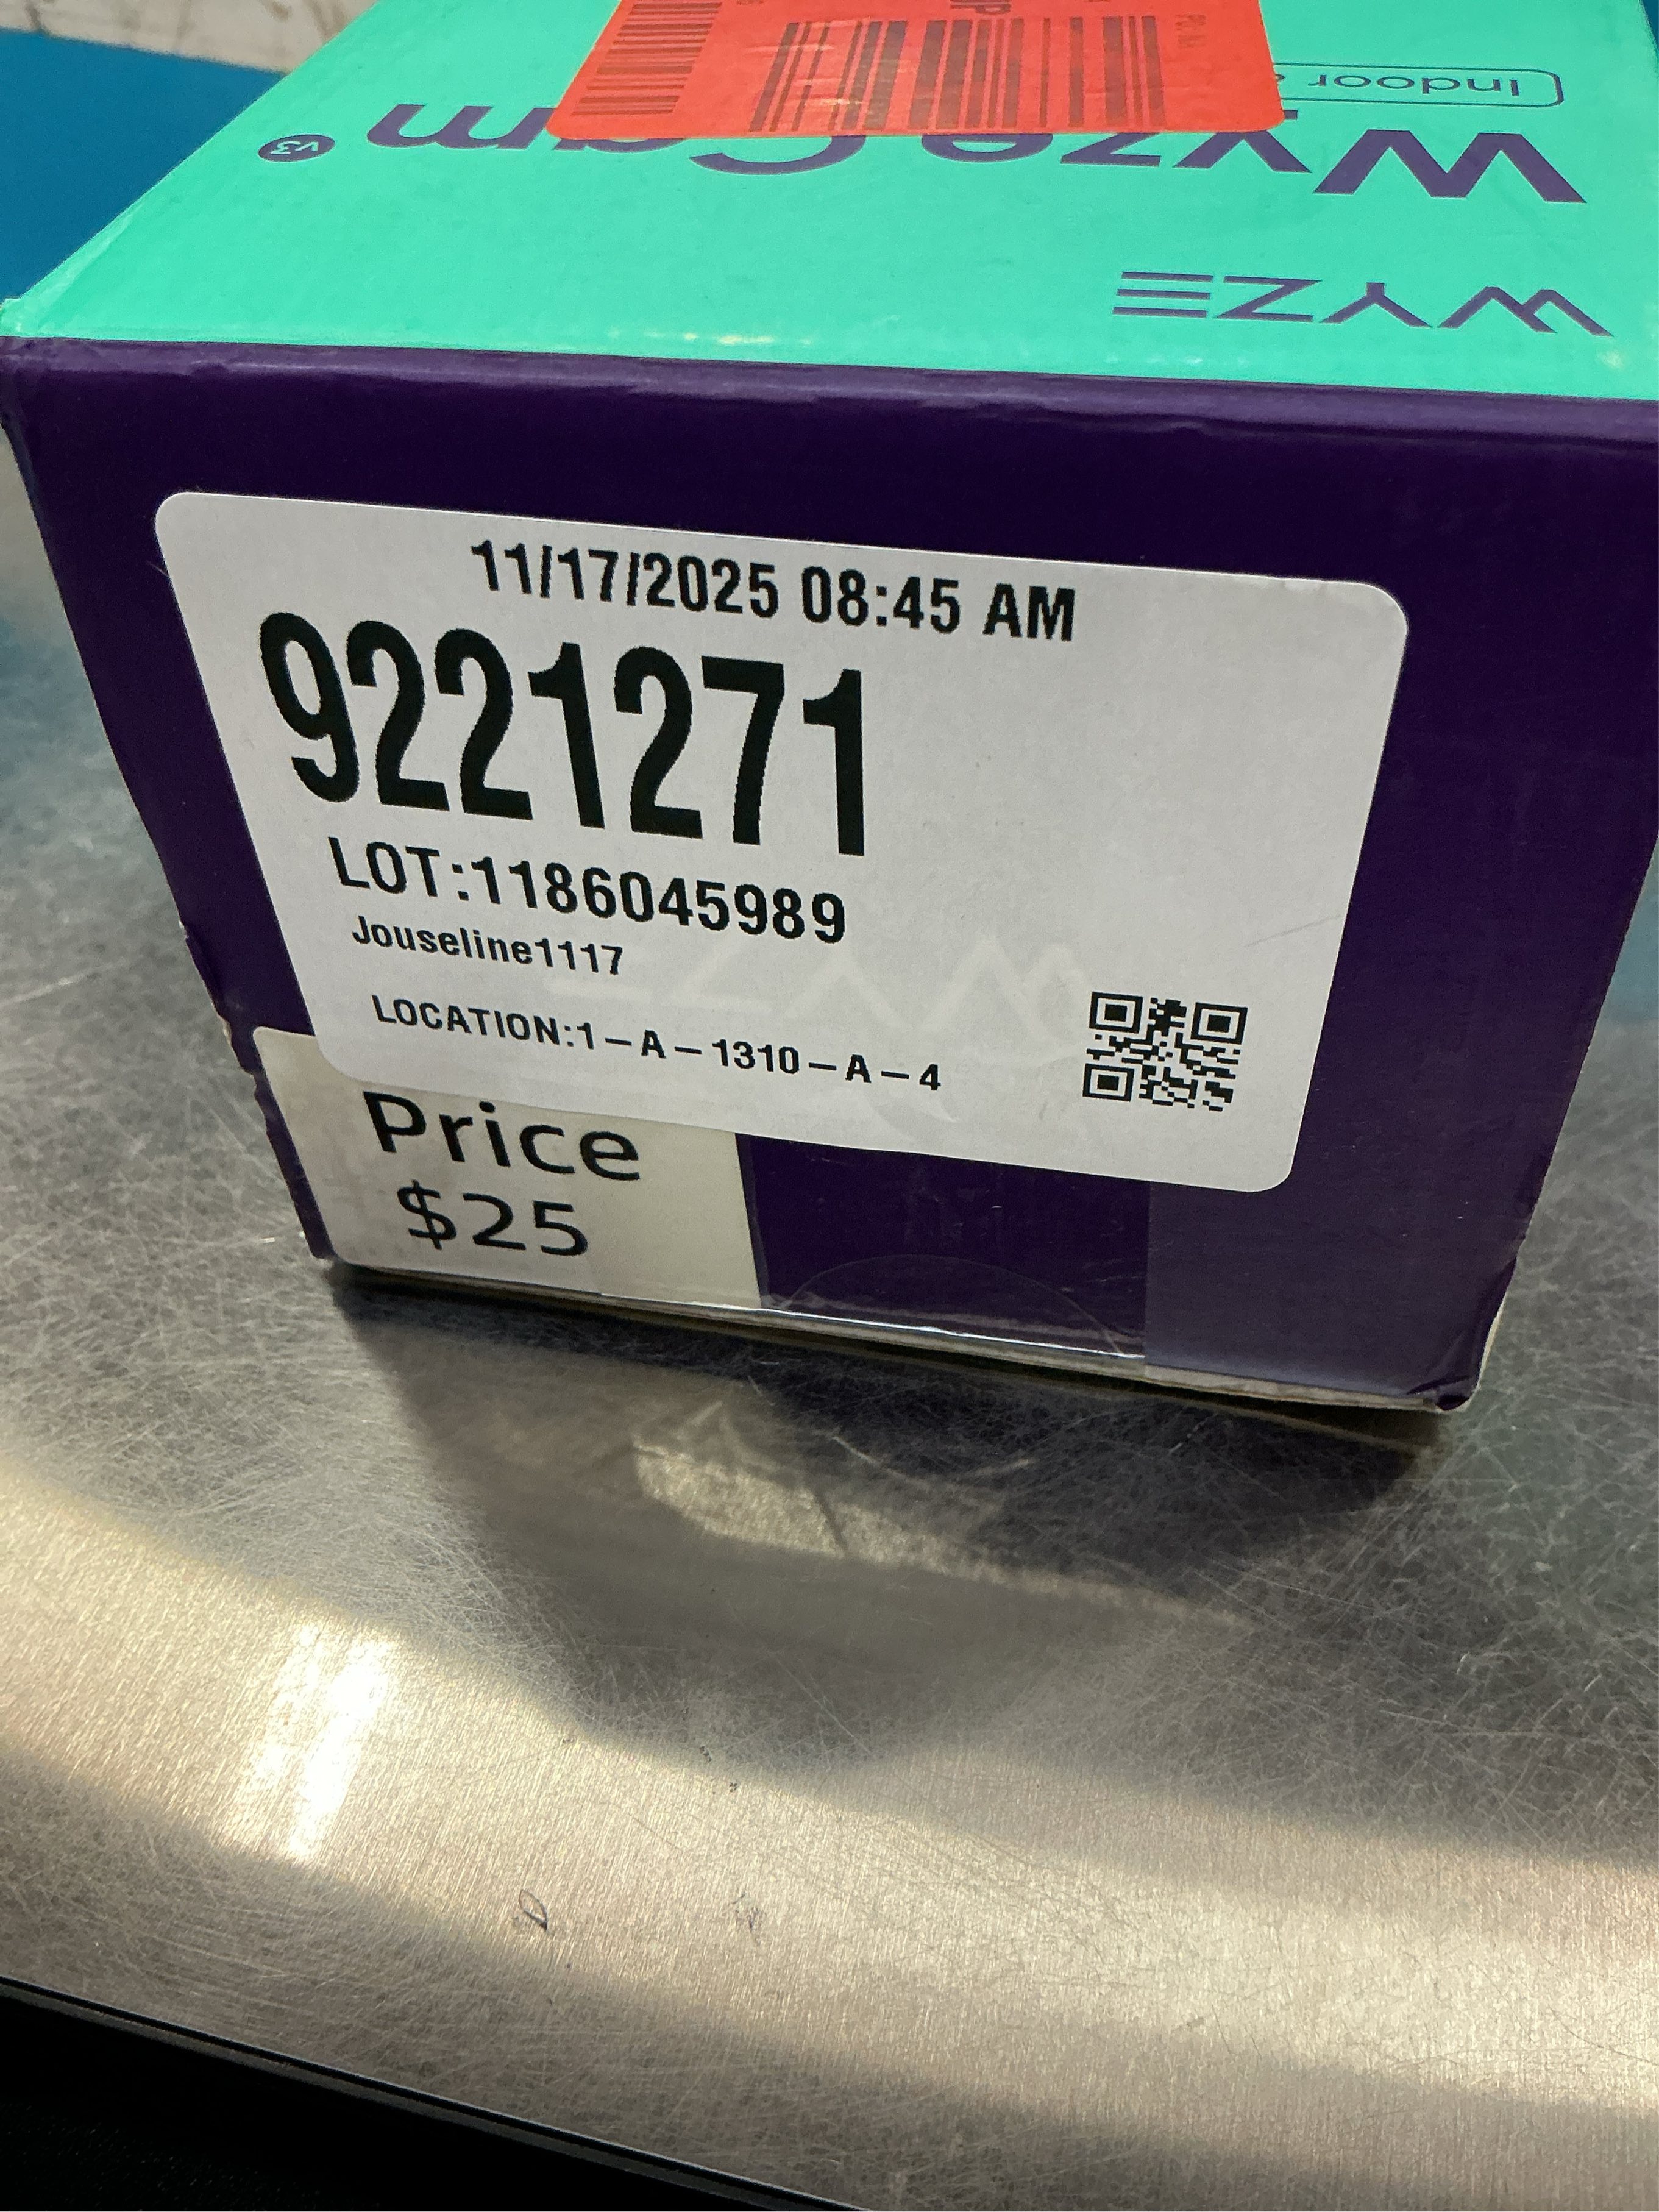 Indoor
Wyze Cam v3
WYZE
11/17/2025 08:45 AM
9221271
LOT:1186045989
Jouseline1117
LOCATION:1-A-1310-A-4
Price
$25